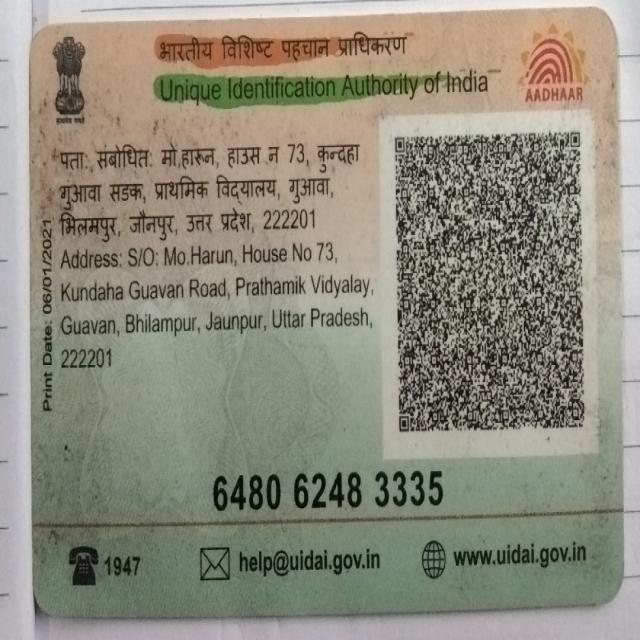 भारतीय विशिष्ट पहचान प्राधिकरण
Unique Identification Authority of India
AADHAAR
पता: संबोधित: मो.हारून, हाउस न 73, कुन्दहा
गुआवा सडक, प्राथमिक विद्यालय, गुआवा,
भिलमपुर, जौनपुर, उत्तर प्रदेश, 222201
Address: S/O: Mo.Harun, House No 73,
Kundaha Guavan Road, Prathamik Vidyalay,
Guavan, Bhilampur, Jaunpur, Uttar Pradesh,
222201
Print Date: 06/01/2021
6480 6248 3335
1947
help@uidai.gov.in
www.uidai.gov.in